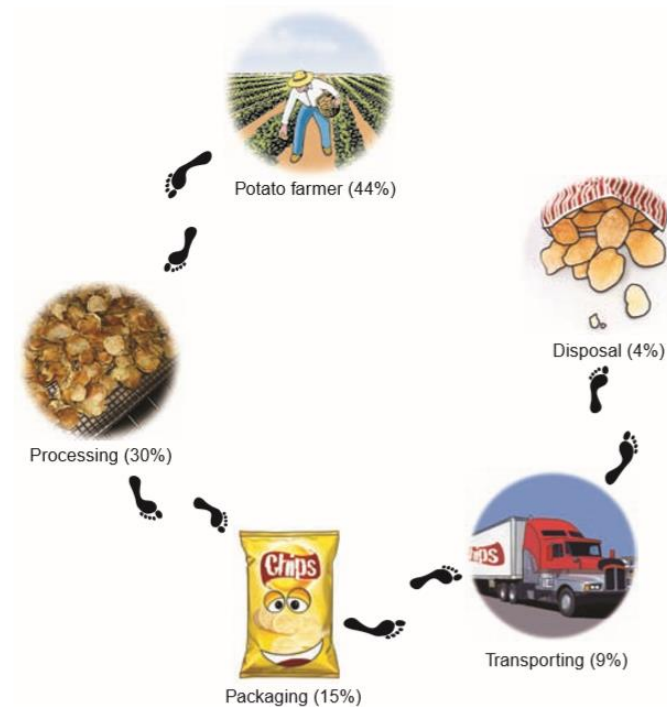 Potato farmer (44%)
Disposal (4%)
Processing (30%)
Chips
Chips
Transporting (9%)
Packaging (15%)